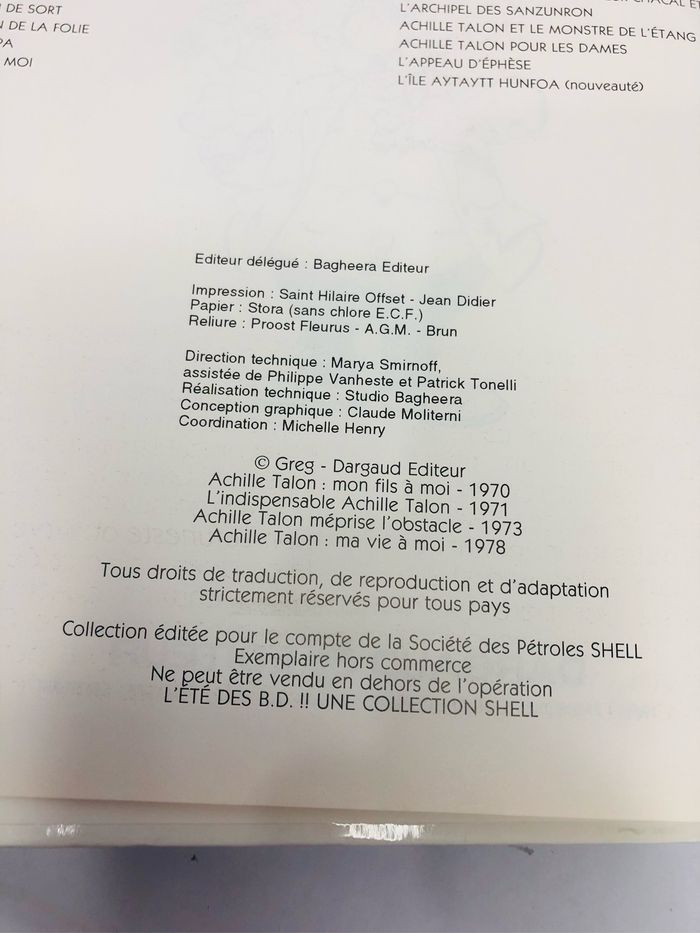 DE SORT
DE LA FOLIE
MOI
L'ARCHIPEL DES SANZUNRON
ACHILLE TALON ET LE MONSTRE DE L'ÉTANG
ACHILLE TALON POUR LES DAMES
L'APPEAU D'ÉPHÈSE
L'ÎLE AYTAYTT HUNFOA (nouveauté)
Editeur délégué : Bagheera Editeur
Impression : Saint Hilaire Offset - Jean Didier
Papier : Stora (sans chlore E.C.F.)
Reliure : Proost Fleurus - A.G.M. - Brun
Direction technique : Marya Smirnoff,
assistée de Philippe Vanheste et Patrick Tonelli
Réalisation technique : Studio Bagheera
Conception graphique : Claude Moliterni
Coordination : Michelle Henry
© Greg - Dargaud Editeur
Achille Talon : mon fils à moi - 1970
L'indispensable Achille Talon - 1971
Achille Talon méprise l'obstacle - 1973
Achille Talon : ma vie à moi - 1978
Tous droits de traduction, de reproduction et d'adaptation
strictement réservés pour tous pays
Collection éditée pour le compte de la Société des Pétroles SHELL
Exemplaire hors commerce
Ne peut être vendu en dehors de l'opération
L'ÉTÉ DES B.D. !! UNE COLLECTION SHELL